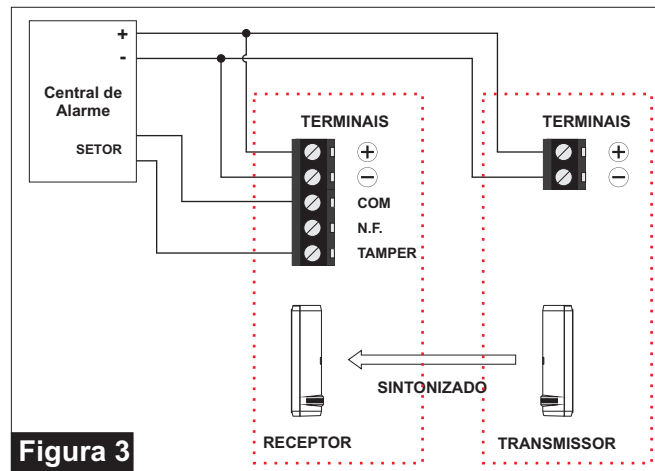 +
-
Central de
Alarme
SETOR
TERMINAIS
+
−
COM
N.F.
TAMPER
TERMINAIS
+
−
SINTONIZADO
RECEPTOR
TRANSMISSOR
Figura 3